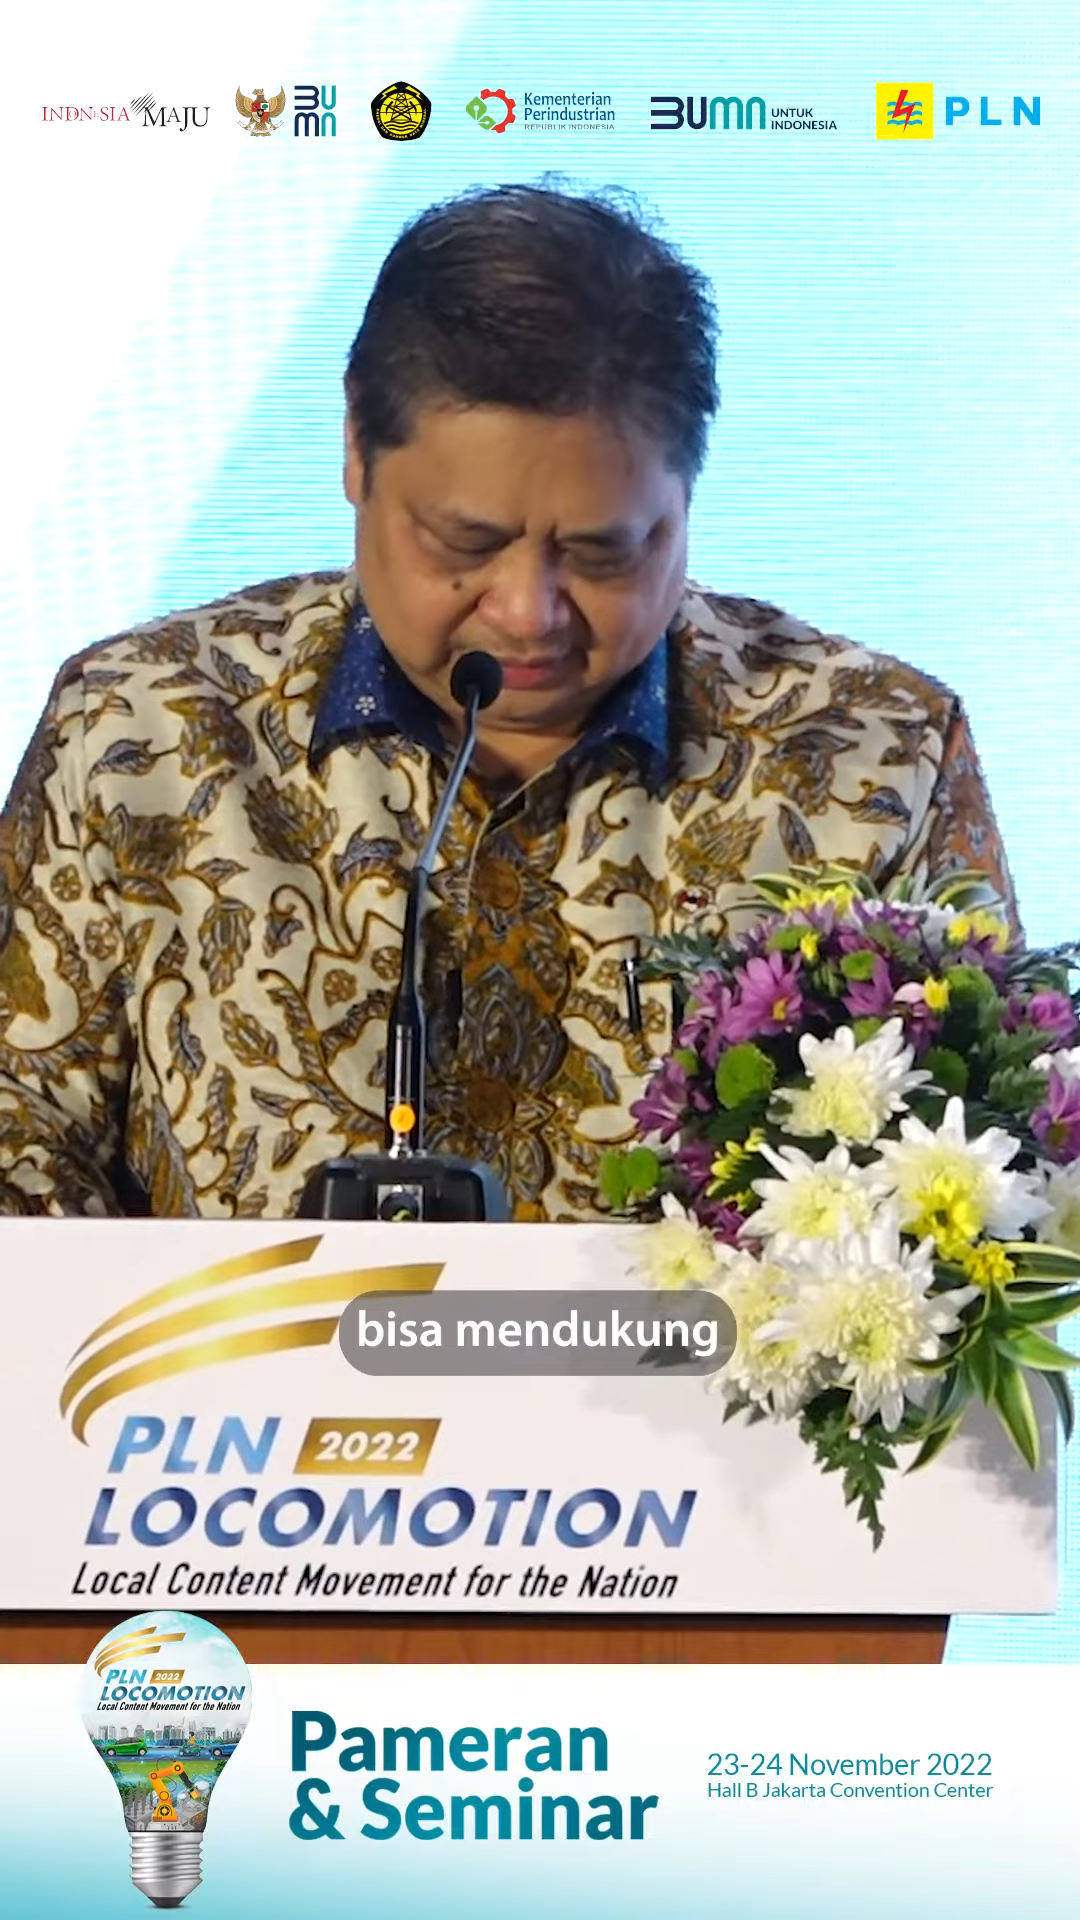 INDONESIA MAJU
BUMN
Kementerian
Perindustrian
REPUBLIK INDONESIA
BUMN UNTUK
INDONESIA
PLN
bisa mendukung
PLN 2022
LOCOMOTION
Local Content Movement for the Nation
PLN 2022
LOCOMOTION
Local Content Movement for the Nation
Pameran
& Seminar
23-24 November 2022
Hall B Jakarta Convention Center